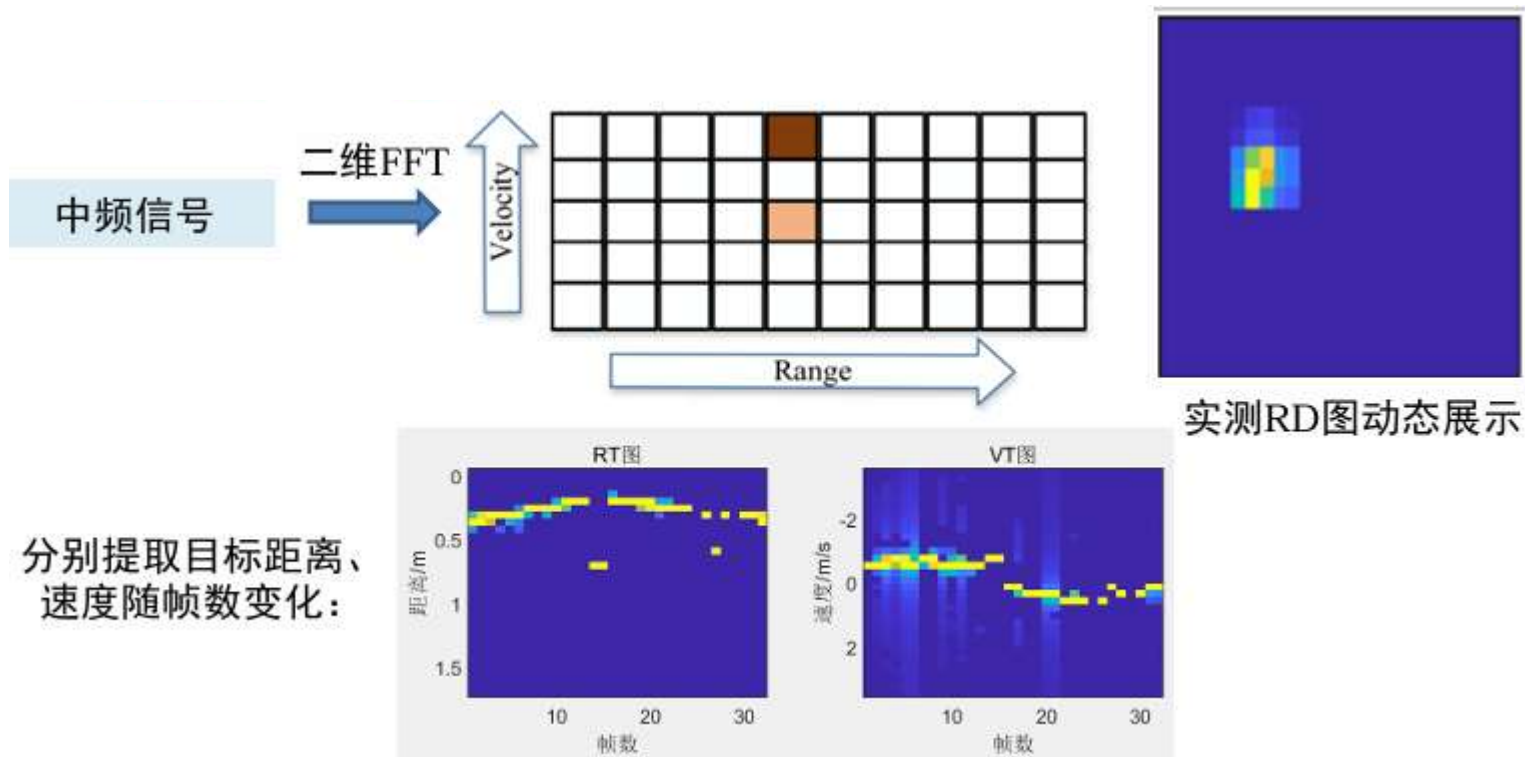 中频信号
二维FFT
Velocity
Range
实测RD图动态展示
分别提取目标距离、
速度随帧数变化：
RT图
0
0.5
1
1.5
距离/m
10 20 30
帧数
VT图
-2
0
2
速度/m/s
10 20 30
帧数